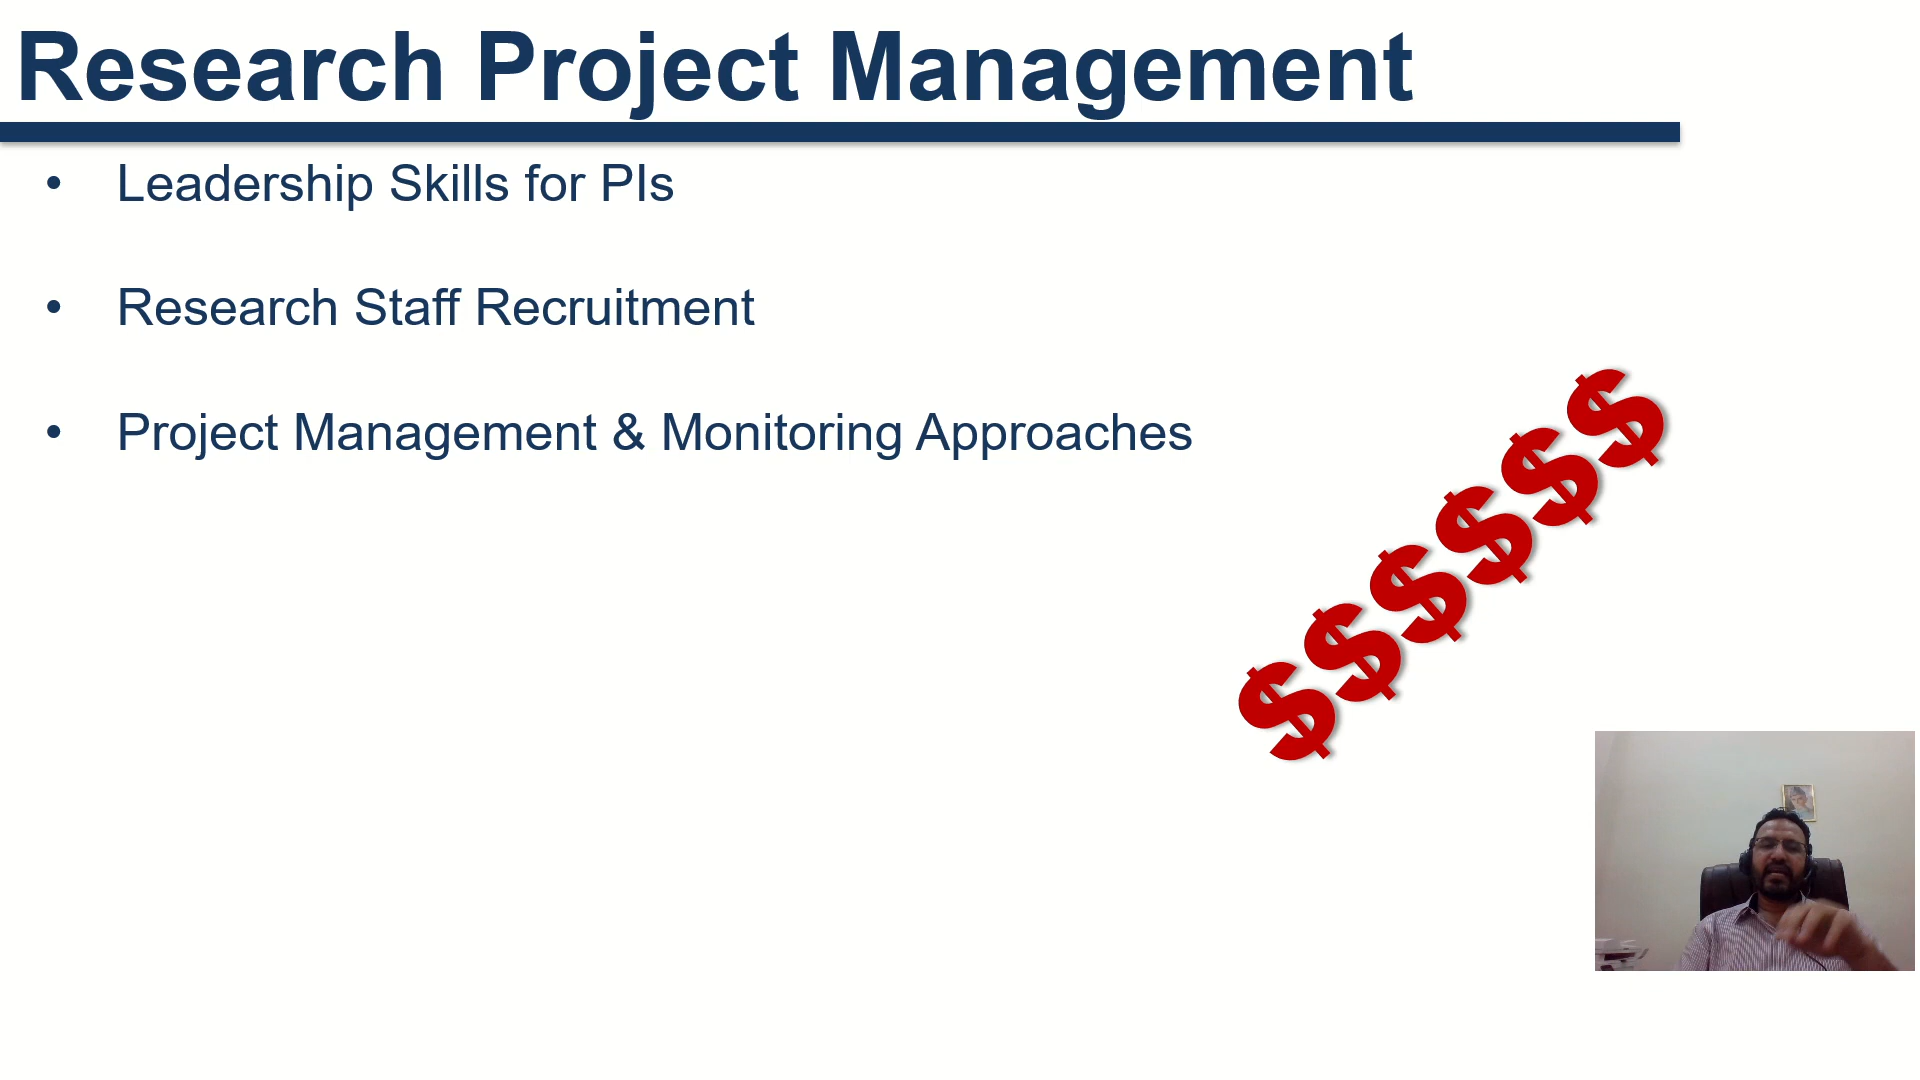 Research Project Management
• Leadership Skills for PIs
• Research Staff Recruitment
• Project Management & Monitoring Approaches
$$$$$$